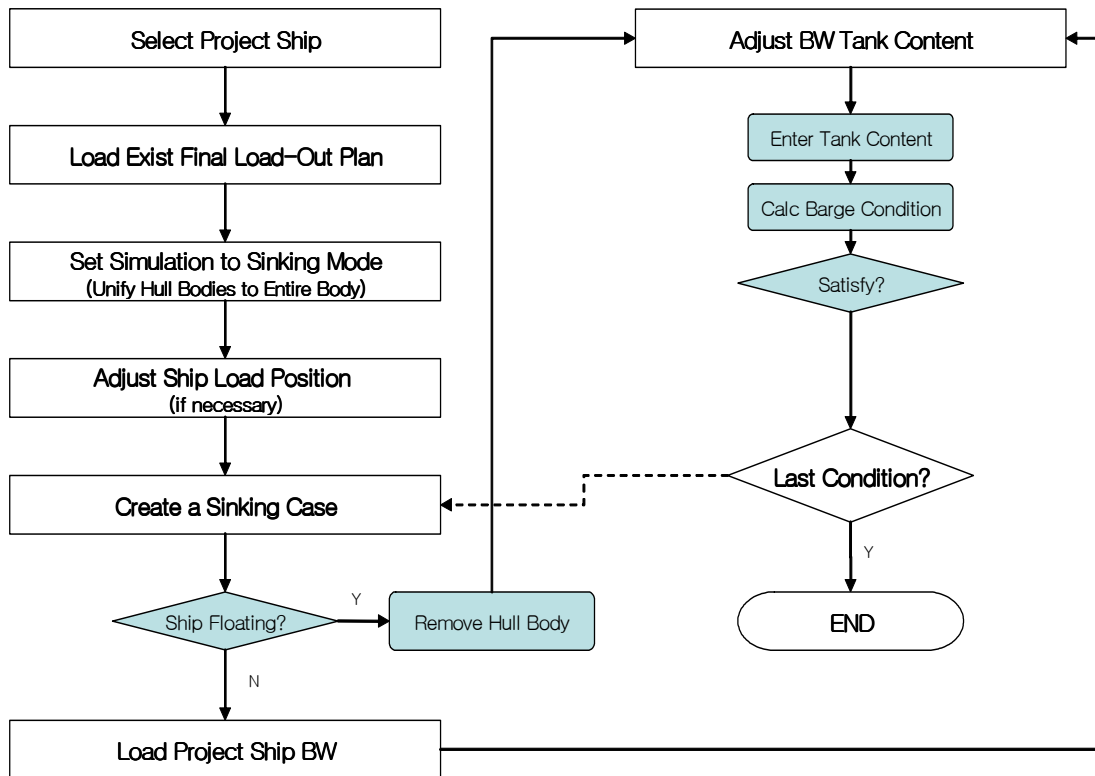 Select Project Ship
Load Exist Final Load-Out Plan
Set Simulation to Sinking Mode
(Unify Hull Bodies to Entire Body)
Adjust Ship Load Position
(if necessary)
Create a Sinking Case
Ship Floating?
Y
Remove Hull Body
N
Load Project Ship BW
Adjust BW Tank Content
Enter Tank Content
Calc Barge Condition
Satisfy?
Last Condition?
Y
END